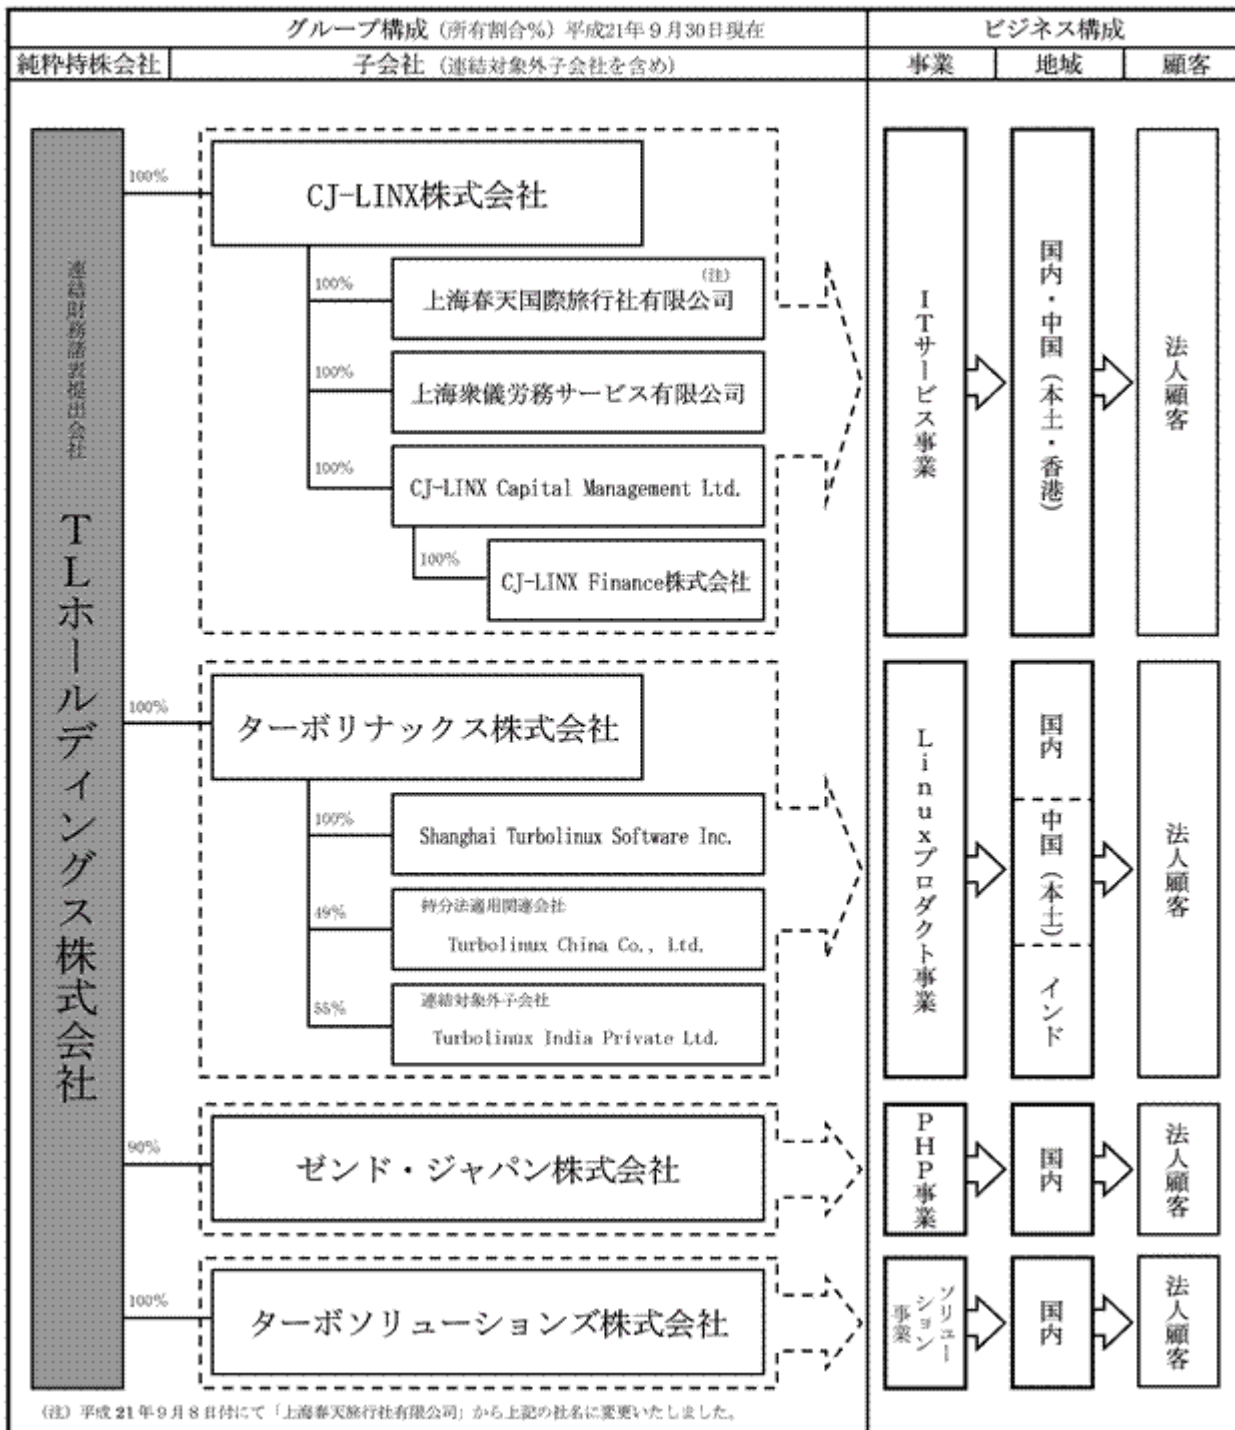 グループ構成（所有割合%）平成21年９月30日現在
ビジネス構成
純粋持株会社
子会社（連結対象外子会社を含め）
事業
地域
顧客
連結財務諸表提出会社
TLホールディングス株式会社
100%
CJ-LINX株式会社
100%
（注）
上海春天国際旅行社有限公司
100%
上海衆儀労務サービス有限公司
100%
CJ-LINX Capital Management Ltd.
100%
CJ-LINX Finance株式会社
ITサービス事業
国内・中国（本土・香港）
法人顧客
100%
ターボリナックス株式会社
100%
Shanghai Turbolinux Software Inc.
49%
持分法適用関連会社
Turbolinux China Co., Ltd.
55%
連結対象外子会社
Turbolinux India Private Ltd.
Linuxプロダクト事業
国内
中国（本土）
インド
法人顧客
90%
ゼンド・ジャパン株式会社
PHP事業
国内
法人顧客
100%
ターボソリューションズ株式会社
ソリュー
ション
事業
国内
法人顧客
（注）平成21年９月８日付にて「上海春天旅行社有限公司」から上記の社名に変更いたしました。